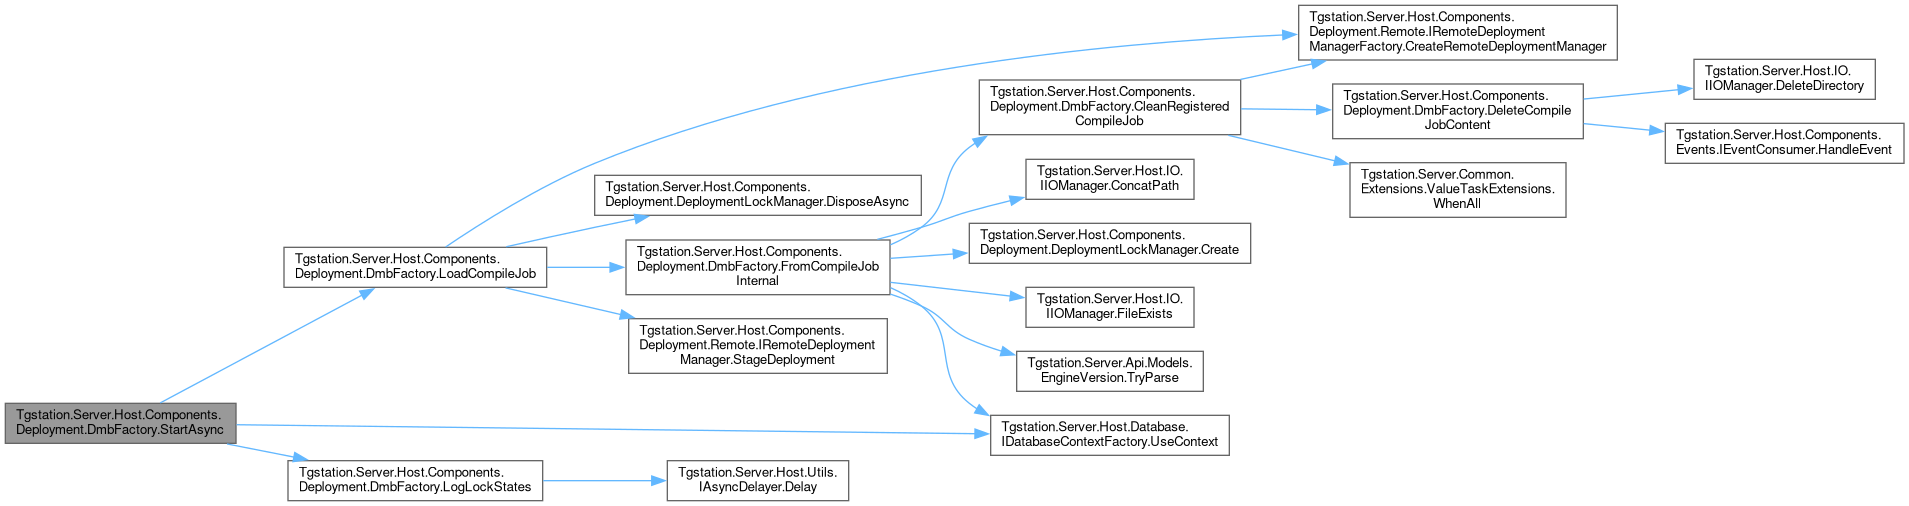 Tgstation.Server.Host.Components.
Deployment.DmbFactory.StartAsync
Tgstation.Server.Host.Components.
Deployment.DmbFactory.LoadCompileJob
Tgstation.Server.Host.Components.
Deployment.Remote.IRemoteDeployment
ManagerFactory.CreateRemoteDeploymentManager
Tgstation.Server.Host.Components.
Deployment.DeploymentLockManager.DisposeAsync
Tgstation.Server.Host.Components.
Deployment.DmbFactory.FromCompileJob
Internal
Tgstation.Server.Host.Components.
Deployment.DmbFactory.CleanRegistered
CompileJob
Tgstation.Server.Host.Components.
Deployment.DmbFactory.DeleteCompile
JobContent
Tgstation.Server.Host.IO.
IIOManager.DeleteDirectory
Tgstation.Server.Host.Components.
Events.IEventConsumer.HandleEvent
Tgstation.Server.Common.
Extensions.ValueTaskExtensions.
WhenAll
Tgstation.Server.Host.IO.
IIOManager.ConcatPath
Tgstation.Server.Host.Components.
Deployment.DeploymentLockManager.Create
Tgstation.Server.Host.IO.
IIOManager.FileExists
Tgstation.Server.Api.Models.
EngineVersion.TryParse
Tgstation.Server.Host.Database.
IDatabaseContextFactory.UseContext
Tgstation.Server.Host.Components.
Deployment.Remote.IRemoteDeployment
Manager.StageDeployment
Tgstation.Server.Host.Components.
Deployment.DmbFactory.LogLockStates
Tgstation.Server.Host.Utils.
IAsyncDelayer.Delay